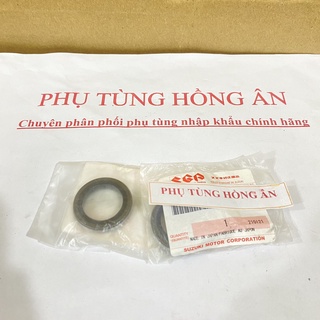 PHỤ TÙNG HỒNG ÂN
Chuyên phân phối phụ tùng nhập khẩu chính hãng
PHỤ TÙNG HỒNG ÂN
1
SUZUKI MOTOR CORPORATION